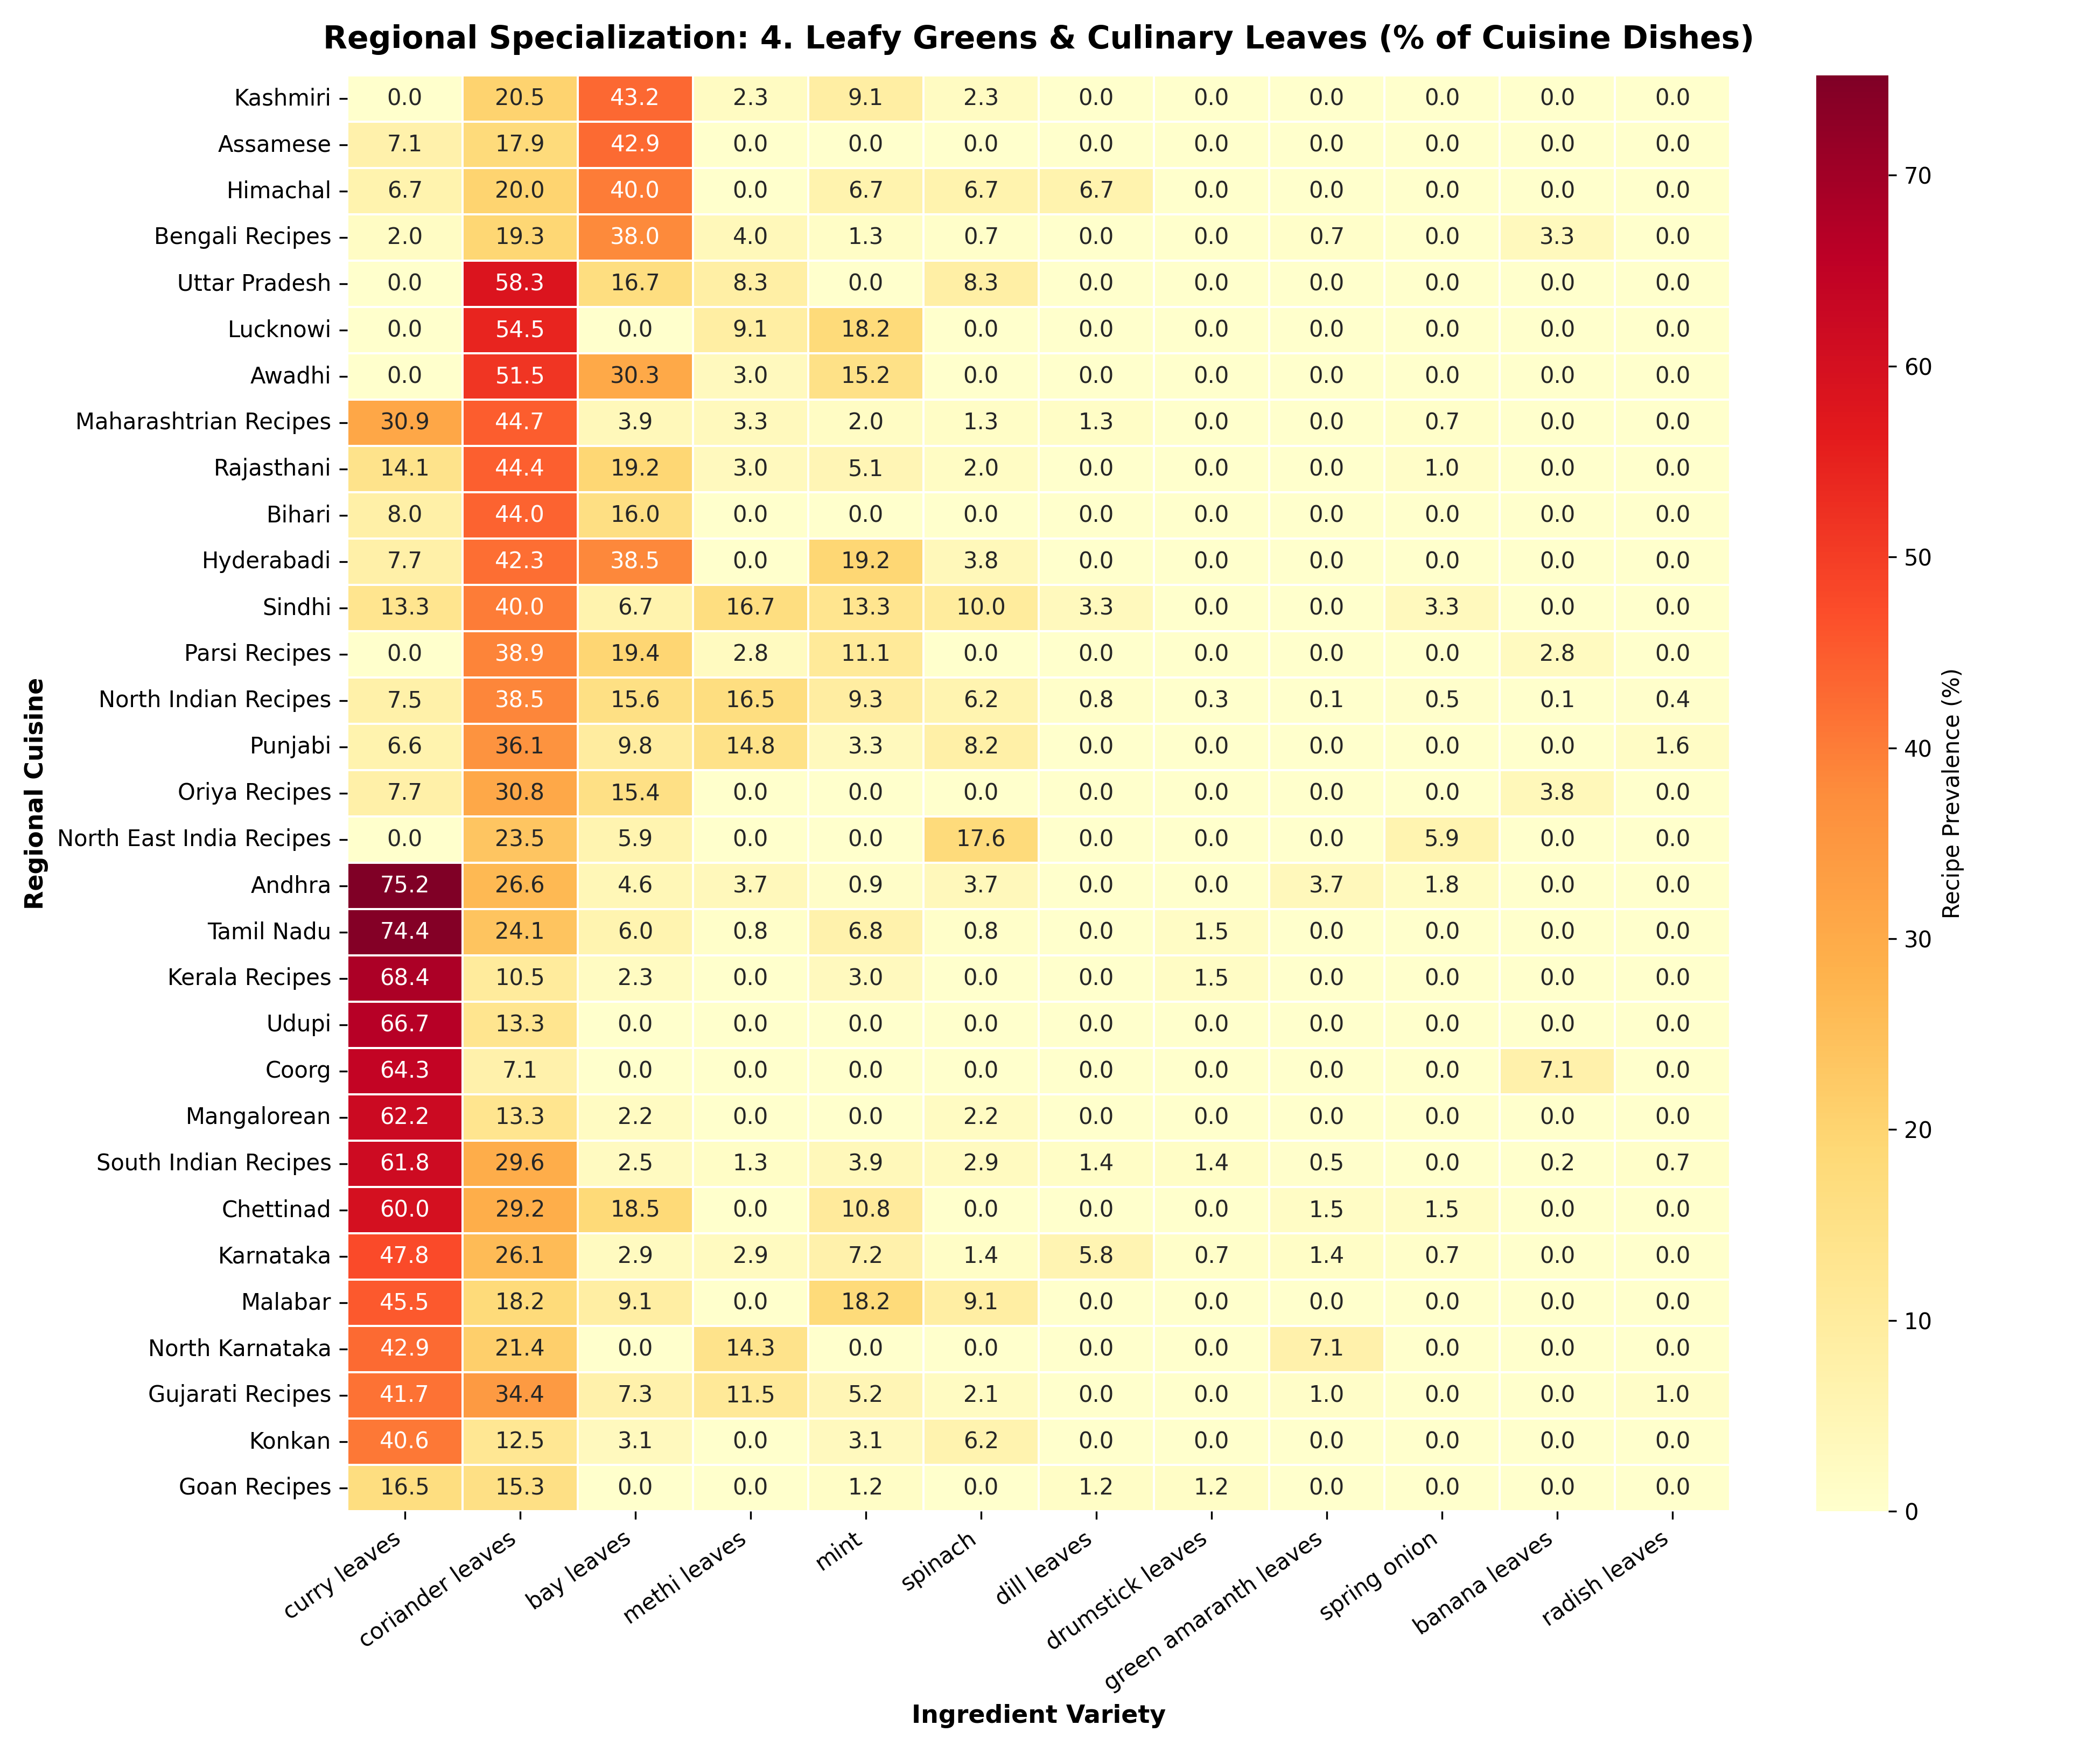 Regional Specialization: 4. Leafy Greens & Culinary Leaves (% of Cuisine Dishes)
Kashmiri 0.0 20.5 43.2 2.3 9.1 2.3 0.0 0.0 0.0 0.0 0.0 0.0
Assamese 7.1 17.9 42.9 0.0 0.0 0.0 0.0 0.0 0.0 0.0 0.0 0.0
Himachal 6.7 20.0 40.0 0.0 6.7 6.7 6.7 0.0 0.0 0.0 0.0 0.0
Bengali Recipes 2.0 19.3 38.0 4.0 1.3 0.7 0.0 0.0 0.7 0.0 3.3 0.0
Uttar Pradesh 0.0 58.3 16.7 8.3 0.0 8.3 0.0 0.0 0.0 0.0 0.0 0.0
Lucknowi 0.0 54.5 0.0 9.1 18.2 0.0 0.0 0.0 0.0 0.0 0.0 0.0
Awadhi 0.0 51.5 30.3 3.0 15.2 0.0 0.0 0.0 0.0 0.0 0.0 0.0
Maharashtrian Recipes 30.9 44.7 3.9 3.3 2.0 1.3 1.3 0.0 0.0 0.7 0.0 0.0
Rajasthani 14.1 44.4 19.2 3.0 5.1 2.0 0.0 0.0 0.0 1.0 0.0 0.0
Bihari 8.0 44.0 16.0 0.0 0.0 0.0 0.0 0.0 0.0 0.0 0.0 0.0
Hyderabadi 7.7 42.3 38.5 0.0 19.2 3.8 0.0 0.0 0.0 0.0 0.0 0.0
Sindhi 13.3 40.0 6.7 16.7 13.3 10.0 3.3 0.0 0.0 3.3 0.0 0.0
Parsi Recipes 0.0 38.9 19.4 2.8 11.1 0.0 0.0 0.0 0.0 0.0 2.8 0.0
North Indian Recipes 7.5 38.5 15.6 16.5 9.3 6.2 0.8 0.3 0.1 0.5 0.1 0.4
Punjabi 6.6 36.1 9.8 14.8 3.3 8.2 0.0 0.0 0.0 0.0 0.0 1.6
Oriya Recipes 7.7 30.8 15.4 0.0 0.0 0.0 0.0 0.0 0.0 0.0 3.8 0.0
North East India Recipes 0.0 23.5 5.9 0.0 0.0 17.6 0.0 0.0 0.0 5.9 0.0 0.0
Andhra 75.2 26.6 4.6 3.7 0.9 3.7 0.0 0.0 3.7 1.8 0.0 0.0
Tamil Nadu 74.4 24.1 6.0 0.8 6.8 0.8 0.0 1.5 0.0 0.0 0.0 0.0
Kerala Recipes 68.4 10.5 2.3 0.0 3.0 0.0 0.0 1.5 0.0 0.0 0.0 0.0
Udupi 66.7 13.3 0.0 0.0 0.0 0.0 0.0 0.0 0.0 0.0 0.0 0.0
Coorg 64.3 7.1 0.0 0.0 0.0 0.0 0.0 0.0 0.0 0.0 7.1 0.0
Mangalorean 62.2 13.3 2.2 0.0 0.0 2.2 0.0 0.0 0.0 0.0 0.0 0.0
South Indian Recipes 61.8 29.6 2.5 1.3 3.9 2.9 1.4 1.4 0.5 0.0 0.2 0.7
Chettinad 60.0 29.2 18.5 0.0 10.8 0.0 0.0 0.0 1.5 1.5 0.0 0.0
Karnataka 47.8 26.1 2.9 2.9 7.2 1.4 5.8 0.7 1.4 0.7 0.0 0.0
Malabar 45.5 18.2 9.1 0.0 18.2 9.1 0.0 0.0 0.0 0.0 0.0 0.0
North Karnataka 42.9 21.4 0.0 14.3 0.0 0.0 0.0 0.0 7.1 0.0 0.0 0.0
Gujarati Recipes 41.7 34.4 7.3 11.5 5.2 2.1 0.0 0.0 1.0 0.0 0.0 1.0
Konkan 40.6 12.5 3.1 0.0 3.1 6.2 0.0 0.0 0.0 0.0 0.0 0.0
Goan Recipes 16.5 15.3 0.0 0.0 1.2 0.0 1.2 1.2 0.0 0.0 0.0 0.0
curry leaves
coriander leaves
bay leaves
methi leaves
mint
spinach
dill leaves
drumstick leaves
green amaranth leaves
spring onion
banana leaves
radish leaves
Ingredient Variety
Regional Cuisine
70
60
50
40
30
20
10
0
Recipe Prevalence (%)